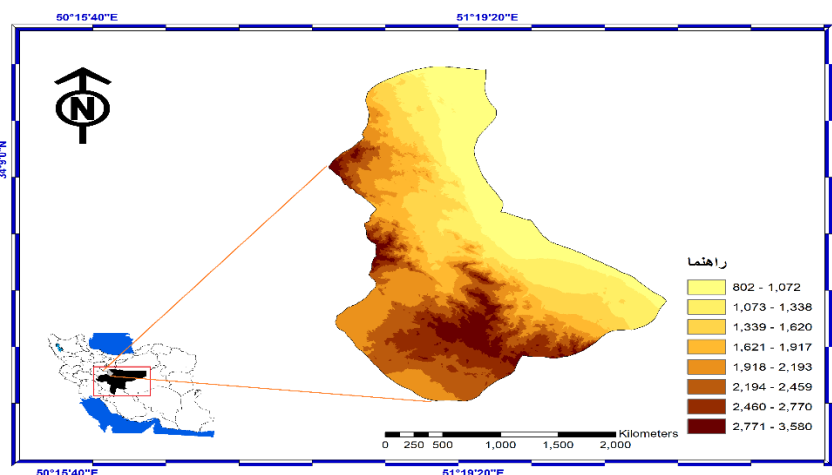 50°15'40"E 51°19'20"E
N
34°9'0"N
راهنما
802 - 1,072
1,073 - 1,338
1,339 - 1,620
1,621 - 1,917
1,918 - 2,193
2,194 - 2,459
2,460 - 2,770
2,771 - 3,580
Kilometers
0 250 500 1,000 1,500 2,000
50°15'40"E 51°19'20"E